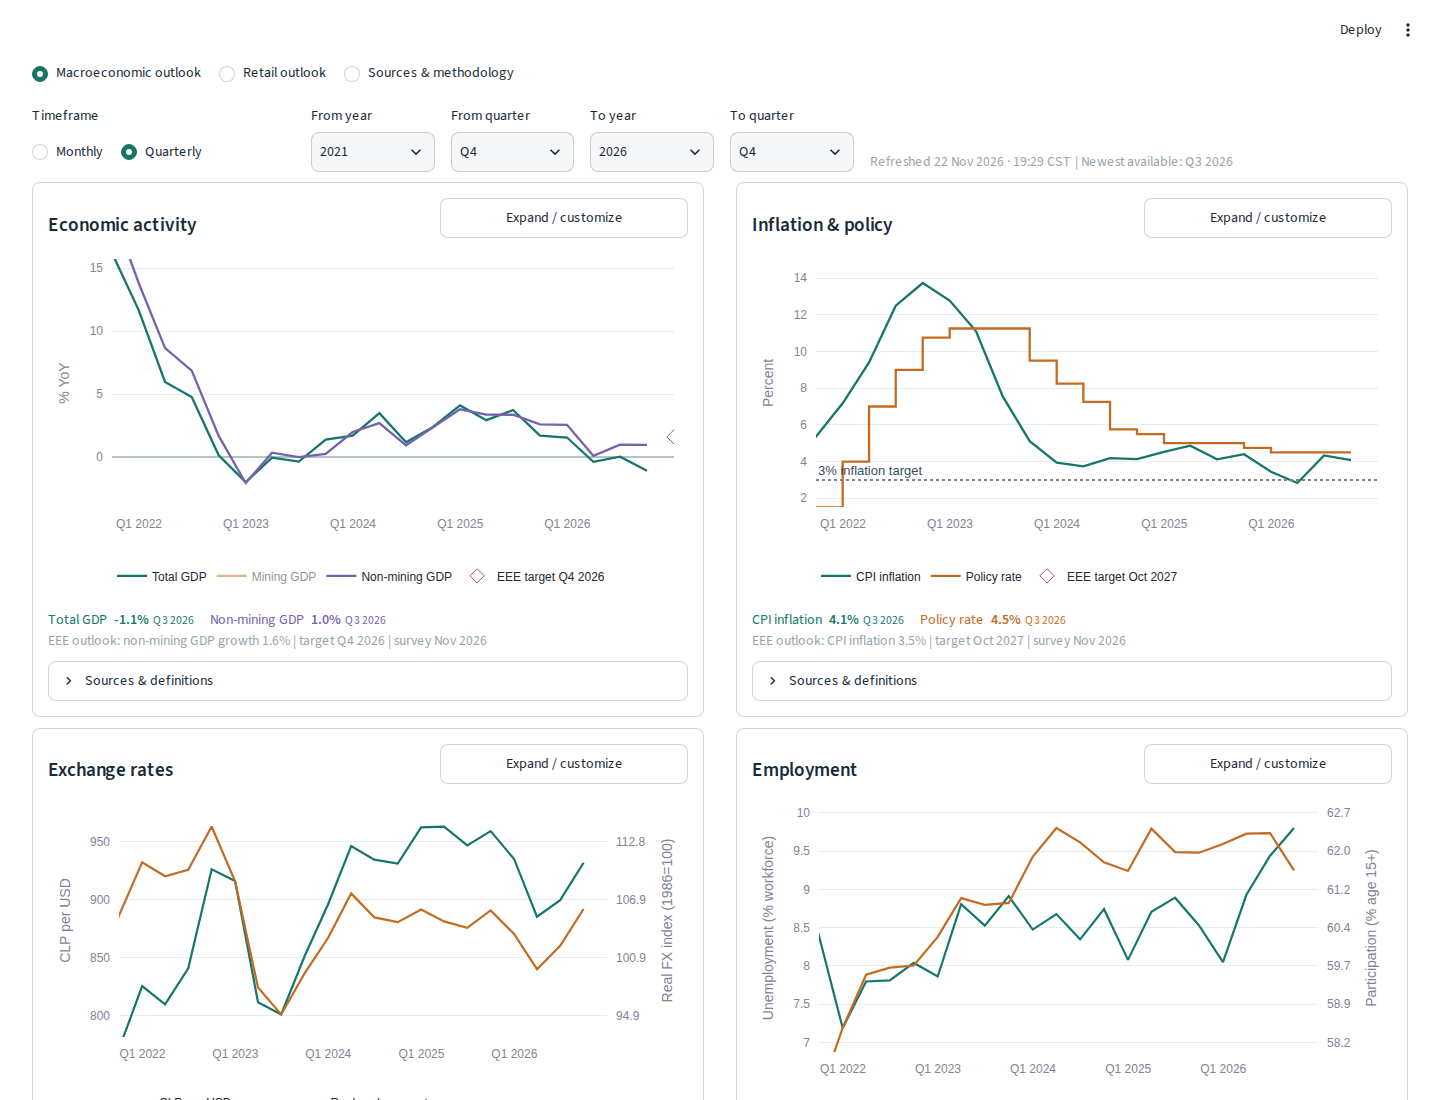 Deploy
Macroeconomic outlook Retail outlook Sources & methodology
Timeframe From year From quarter To year To quarter
Monthly Quarterly 2021 Q4 2026 Q4 Refreshed 22 Nov 2026 · 19:29 CST | Newest available: Q3 2026
Economic activity
Expand / customize
15
10
5
0
% YoY
Q1 2022 Q1 2023 Q1 2024 Q1 2025 Q1 2026
Total GDP Mining GDP Non-mining GDP EEE target Q4 2026
Total GDP -1.1% Q3 2026 Non-mining GDP 1.0% Q3 2026
EEE outlook: non-mining GDP growth 1.6% | target Q4 2026 | survey Nov 2026
Sources & definitions
Inflation & policy
Expand / customize
14
12
10
8
6
4
2
Percent
3% inflation target
Q1 2022 Q1 2023 Q1 2024 Q1 2025 Q1 2026
CPI inflation Policy rate EEE target Oct 2027
CPI inflation 4.1% Q3 2026 Policy rate 4.5% Q3 2026
EEE outlook: CPI inflation 3.5% | target Oct 2027 | survey Nov 2026
Sources & definitions
Exchange rates
Expand / customize
950 112.8
900 106.9
850 100.9
800 94.9
CLP per USD
Real FX index (1986=100)
Q1 2022 Q1 2023 Q1 2024 Q1 2025 Q1 2026
Employment
Expand / customize
10 62.7
9.5 62.0
9 61.2
8.5 60.4
8 59.7
7.5 58.9
7 58.2
Unemployment (% workforce)
Participation (% age 15+)
Q1 2022 Q1 2023 Q1 2024 Q1 2025 Q1 2026